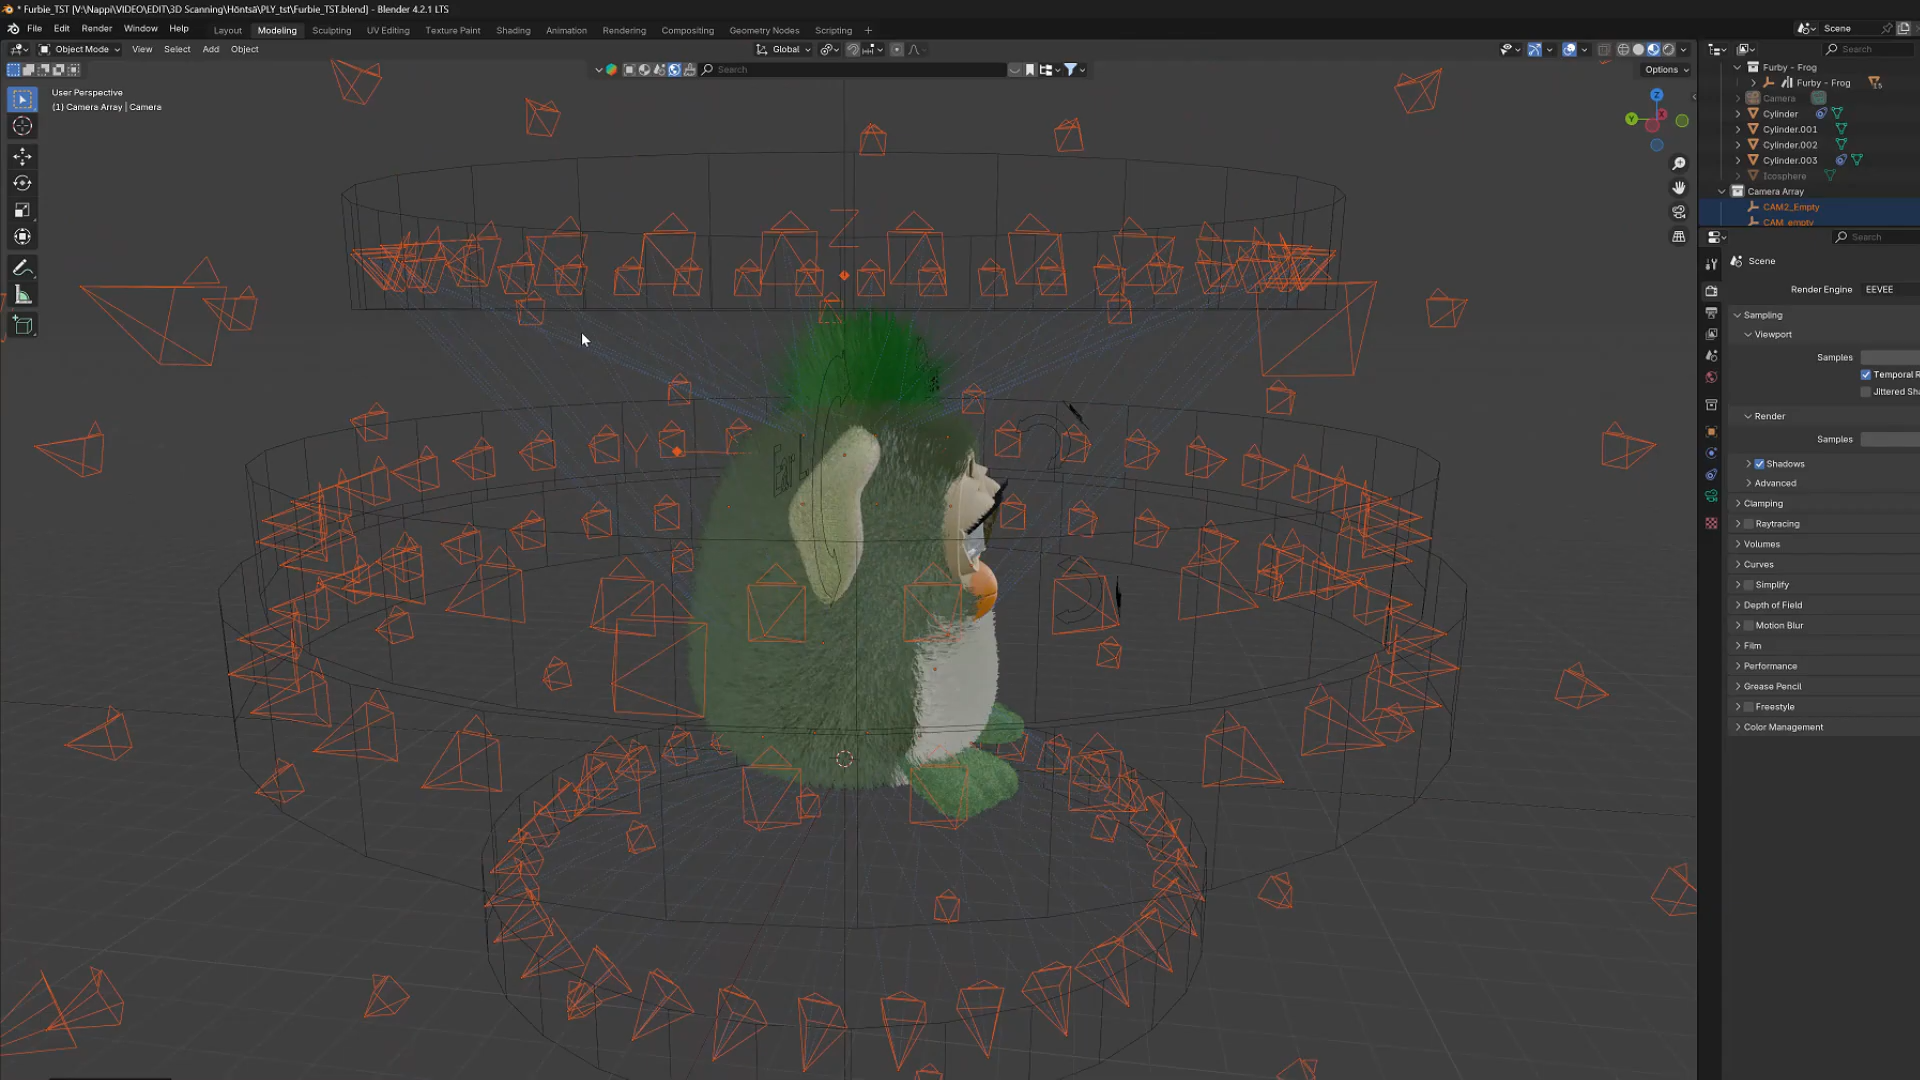 * Furbie_TST [V:\Nappi\VIDEO\EDIT\3D Scanning\Höntsä\PLY_tst\Furbie_TST.blend] - Blender 4.2.1 LTS
File Edit Render Window Help
Layout Modeling Sculpting UV Editing Texture Paint Shading Animation Rendering Compositing Geometry Nodes Scripting +
Scene
Object Mode View Select Add Object
Global
Search
Search
Options
User Perspective
(1) Camera Array | Camera
Z
Y
Z
Y
X
Furby - Frog
Furby - Frog
Camera
Cylinder
Cylinder.001
Cylinder.002
Cylinder.003
Icosphere
Camera Array
CAM2_Empty
CAM_empty
Search
Scene
Render Engine EEVEE
Sampling
Viewport
Samples
Temporal R
Jittered Sha
Render
Samples
Shadows
Advanced
Clamping
Raytracing
Volumes
Curves
Simplify
Depth of Field
Motion Blur
Film
Performance
Grease Pencil
Freestyle
Color Management